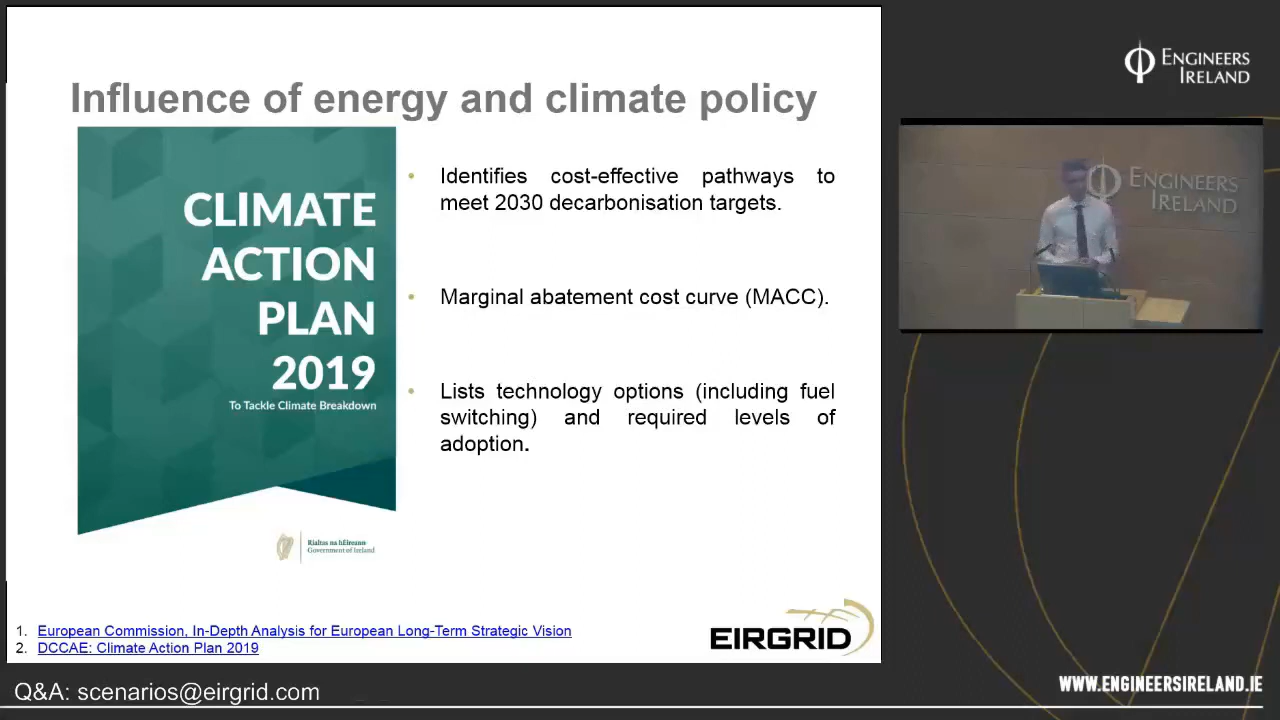 Influence of energy and climate policy
CLIMATE
ACTION
PLAN
2019
To Tackle Climate Breakdown
Rialtas na hÉireann
Government of Ireland
• Identifies cost-effective pathways to
meet 2030 decarbonisation targets.
• Marginal abatement cost curve (MACC).
• Lists technology options (including fuel
switching) and required levels of
adoption.
1. European Commission, In-Depth Analysis for European Long-Term Strategic Vision
2. DCCAE: Climate Action Plan 2019
EIRGRID
ENGINEERS
IRELAND
ENGINEERS
IRELAND
Q&A: scenarios@eirgrid.com
WWW.ENGINEERSIRELAND.IE